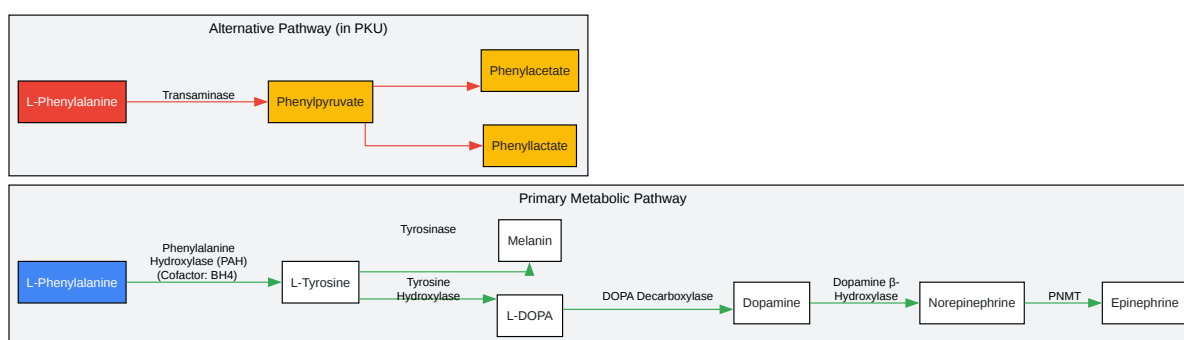 Alternative Pathway (in PKU)
L-Phenylalanine
Transaminase
Phenylpyruvate
Phenylacetate
Phenyllactate
Primary Metabolic Pathway
L-Phenylalanine
Phenylalanine
Hydroxylase (PAH)
(Cofactor: BH4)
L-Tyrosine
Tyrosinase
Melanin
Tyrosine
Hydroxylase
L-DOPA
DOPA Decarboxylase
Dopamine
Dopamine β-
Hydroxylase
Norepinephrine
PNMT
Epinephrine